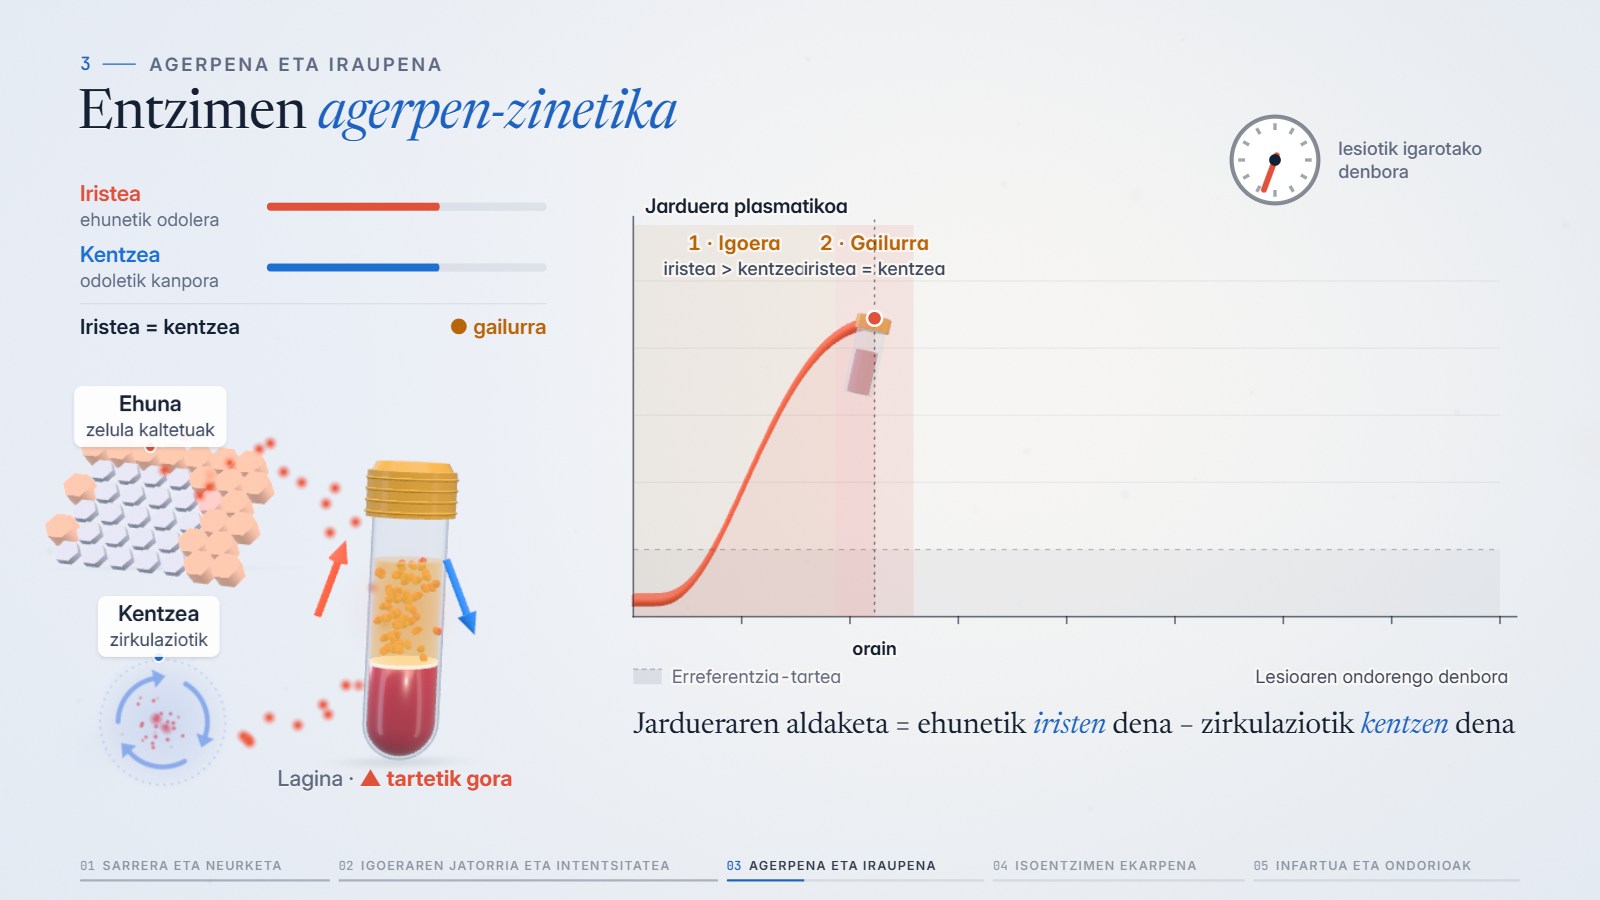 3 — AGERPENA ETA IRAUPENA
Entzimen agerpen-zinetika
lesiotik igarotako
denbora
Iristea
ehunetik odolera
Kentzea
odoletik kanpora
Iristea = kentzea
gailurra
Jarduera plasmatikoa
1 · Igoera
iristea > kentzea
2 · Gailurra
iristea = kentzea
Ehuna
zelula kaltetuak
Kentzea
zirkulaziotik
Lagina · ▲ tartetik gora
orain
Erreferentzia-tartea
Lesioaren ondorengo denbora
Jardueraren aldaketa = ehunetik iristen dena – zirkulaziotik kentzen dena
01 SARRERA ETA NEURKETA
02 IGOERAREN JATORRIA ETA INTENTSITATEA
03 AGERPENA ETA IRAUPENA
04 ISOENTZIMEN EKARPENA
05 INFARTUA ETA ONDORIOAK